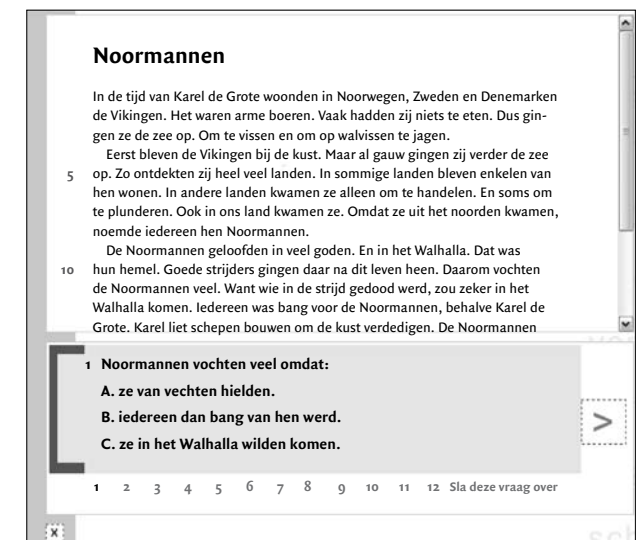 Noormannen
In de tijd van Karel de Grote woonden in Noorwegen, Zweden en Denemarken
de Vikingen. Het waren arme boeren. Vaak hadden zij niets te eten. Dus gin-
gen ze de zee op. Om te vissen en om op walvissen te jagen.
Eerst bleven de Vikingen bij de kust. Maar al gauw gingen zij verder de zee
5 op. Zo ontdekten zij heel veel landen. In sommige landen bleven enkelen van
hen wonen. In andere landen kwamen ze alleen om te handelen. En soms om
te plunderen. Ook in ons land kwamen ze. Omdat ze uit het noorden kwamen,
noemde iedereen hen Noormannen.
De Noormannen geloofden in veel goden. En in het Walhalla. Dat was
10 hun hemel. Goede strijders gingen daar na dit leven heen. Daarom vochten
de Noormannen veel. Want wie in de strijd gedood werd, zou zeker in het
Walhalla komen. Iedereen was bang voor de Noormannen, behalve Karel de
Grote. Karel liet schepen bouwen om de kust verdedigen. De Noormannen
1 Noormannen vochten veel omdat:
A. ze van vechten hielden.
B. iedereen dan bang van hen werd.
C. ze in het Walhalla wilden komen.
>
1 2 3 4 5 6 7 8 9 10 11 12 Sla deze vraag over
x